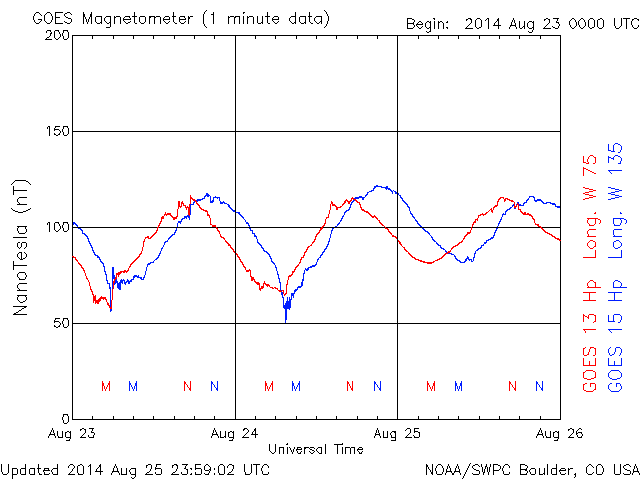 GOES Magnetometer (1 minute data)
Begin: 2014 Aug 23 0000 UTC
200
150
100
50
0
NanoTesla (nT)
M M N N M M N N M M N N
Aug 23 Aug 24 Aug 25 Aug 26
Universal Time
GOES 13 Hp Long. W 75
GOES 15 Hp Long. W 135
Updated 2014 Aug 25 23:59:02 UTC
NOAA/SWPC Boulder, CO USA